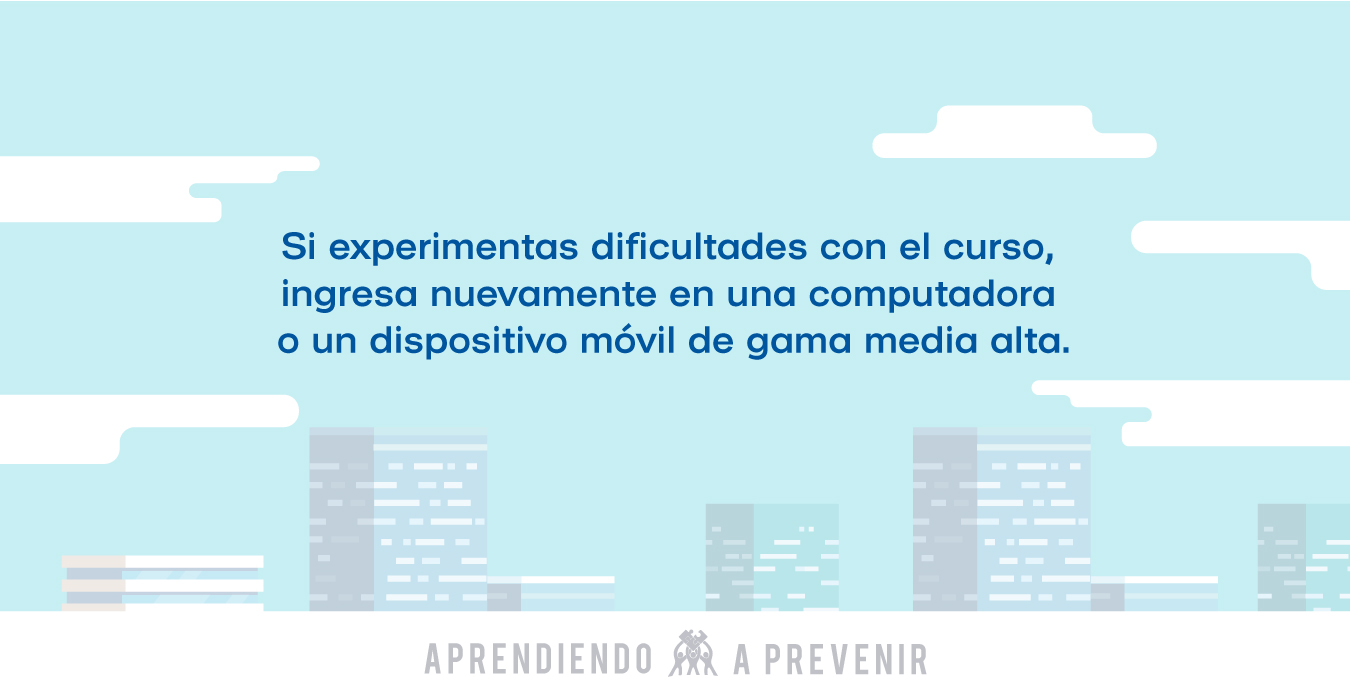 Si experimentas dificultades con el curso,
ingresa nuevamente en una computadora
o un dispositivo móvil de gama media alta.
APRENDIENDO A PREVENIR